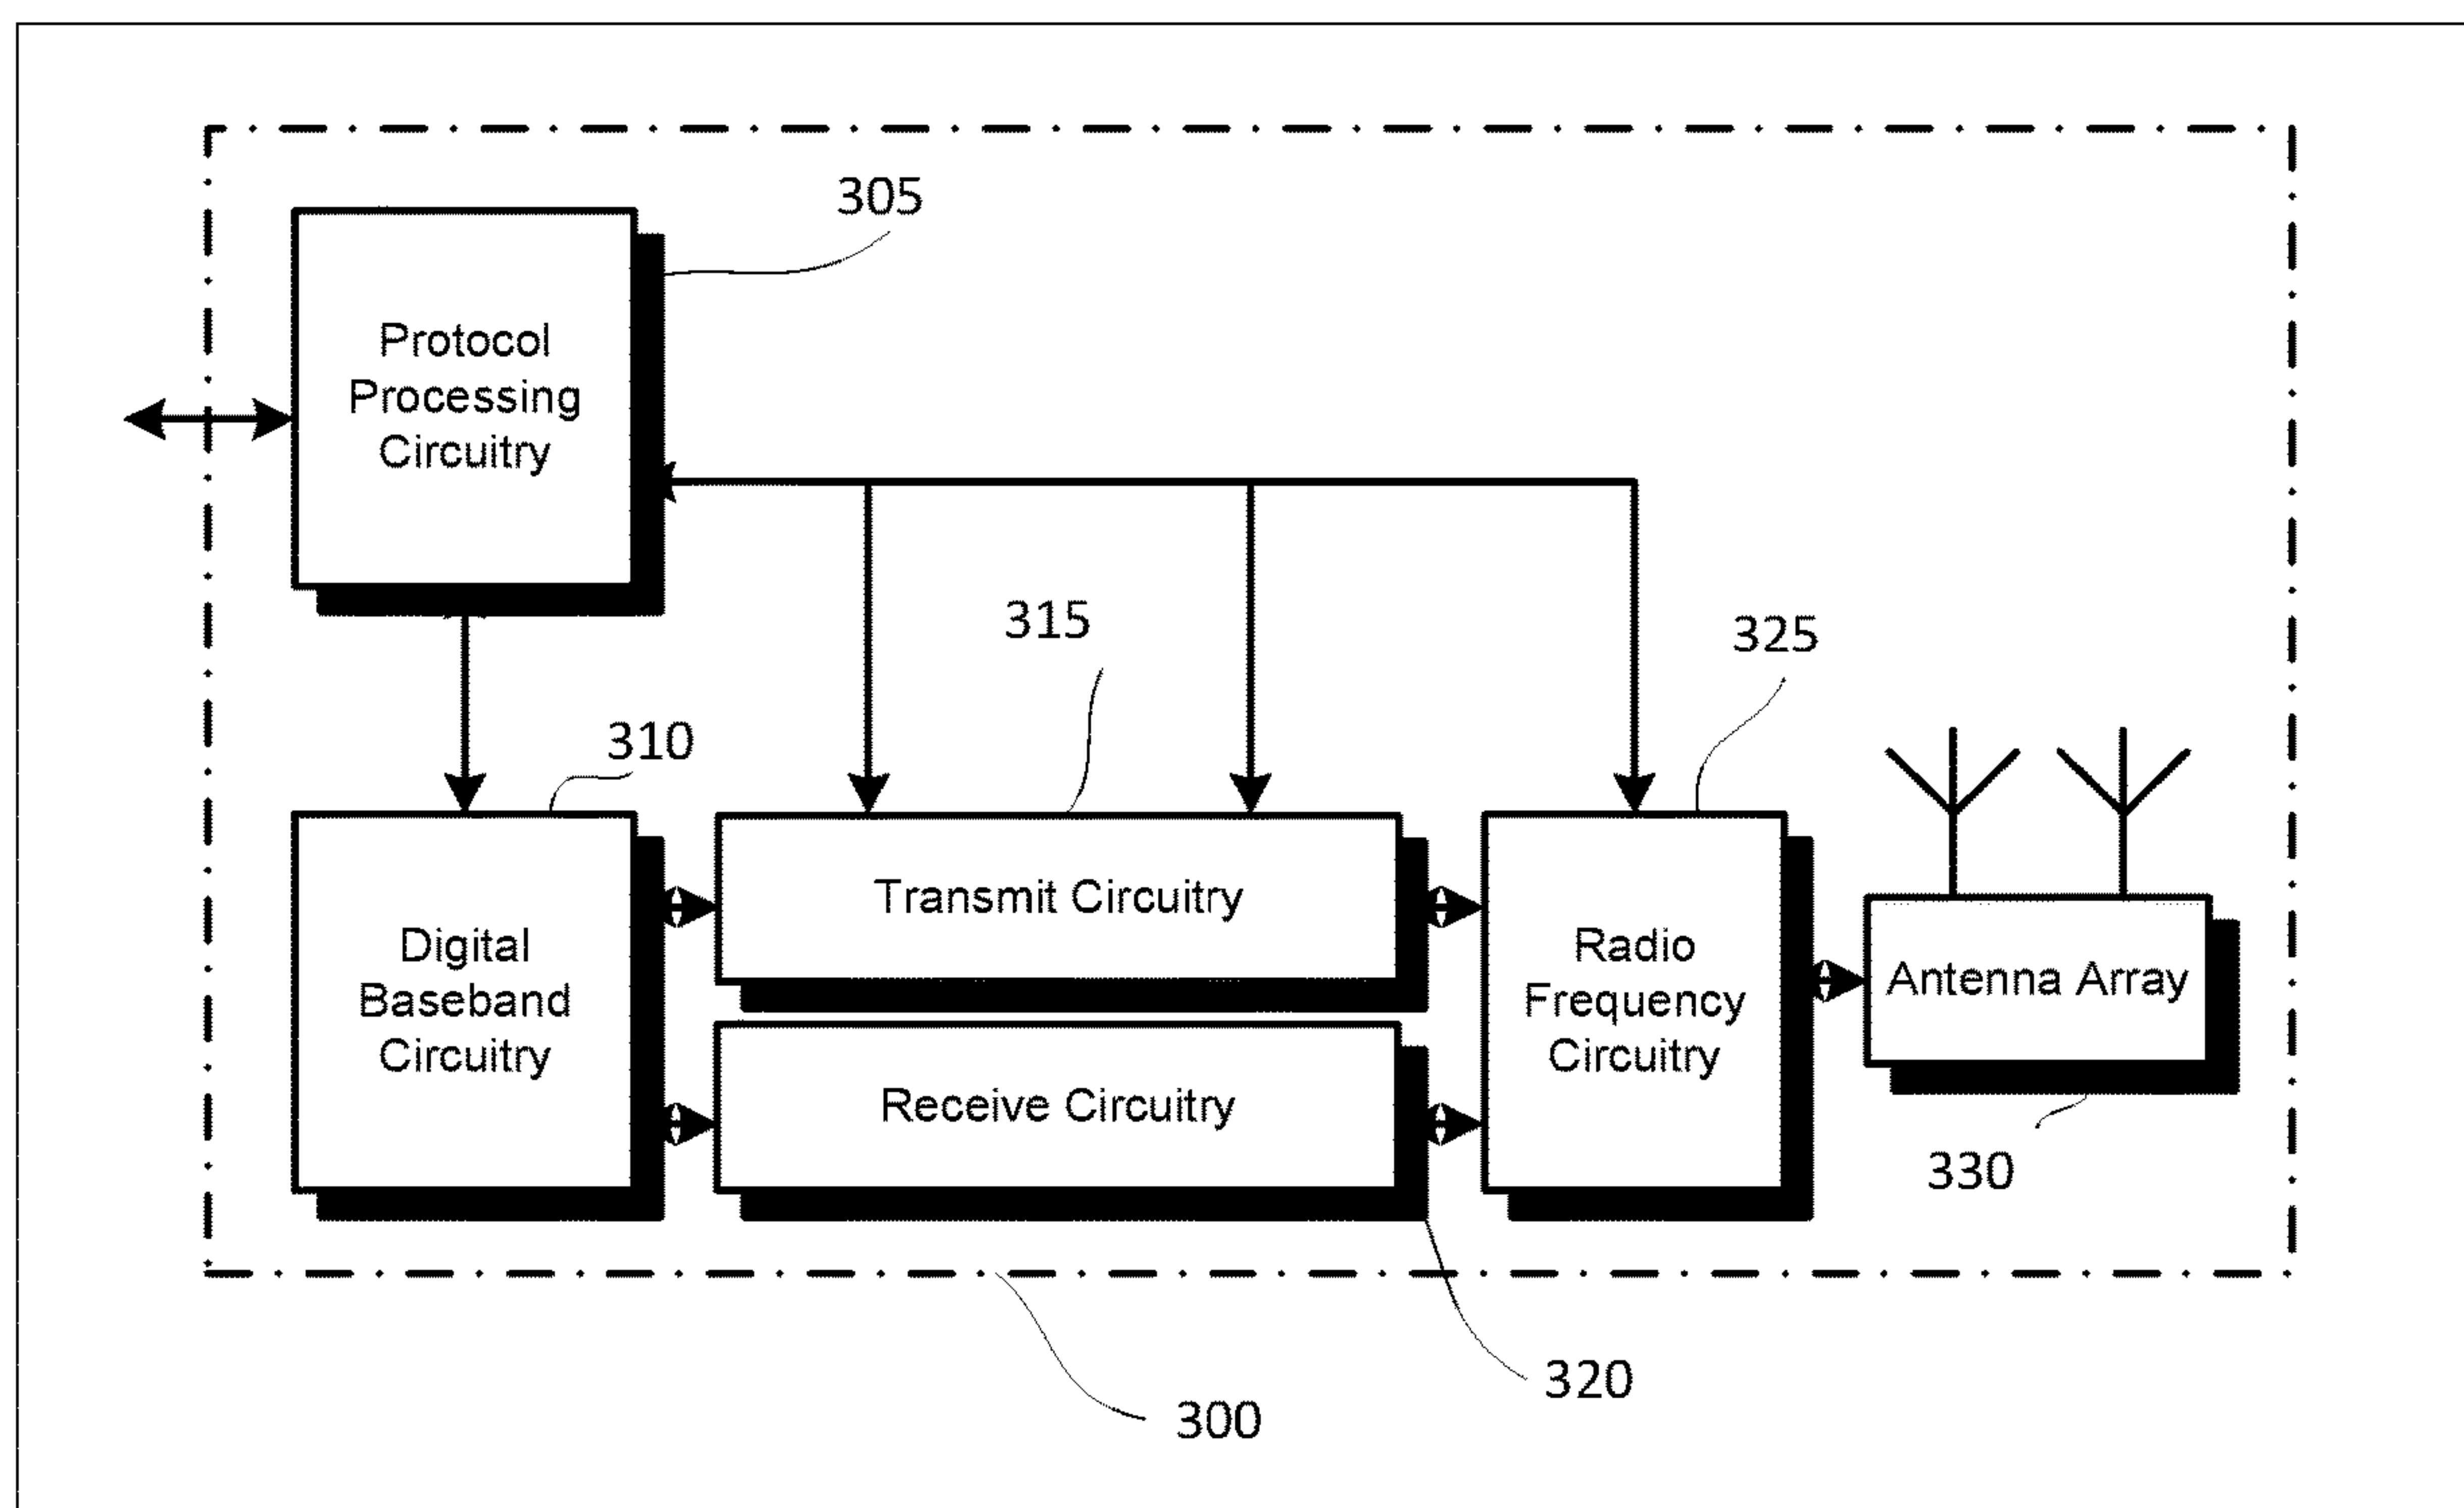 305
Protocol
Processing
Circuitry
315
325
310
Transmit Circuitry
Digital
Baseband
Circuitry
Radio
Frequency
Circuitry
Antenna Array
Receive Circuitry
330
320
300